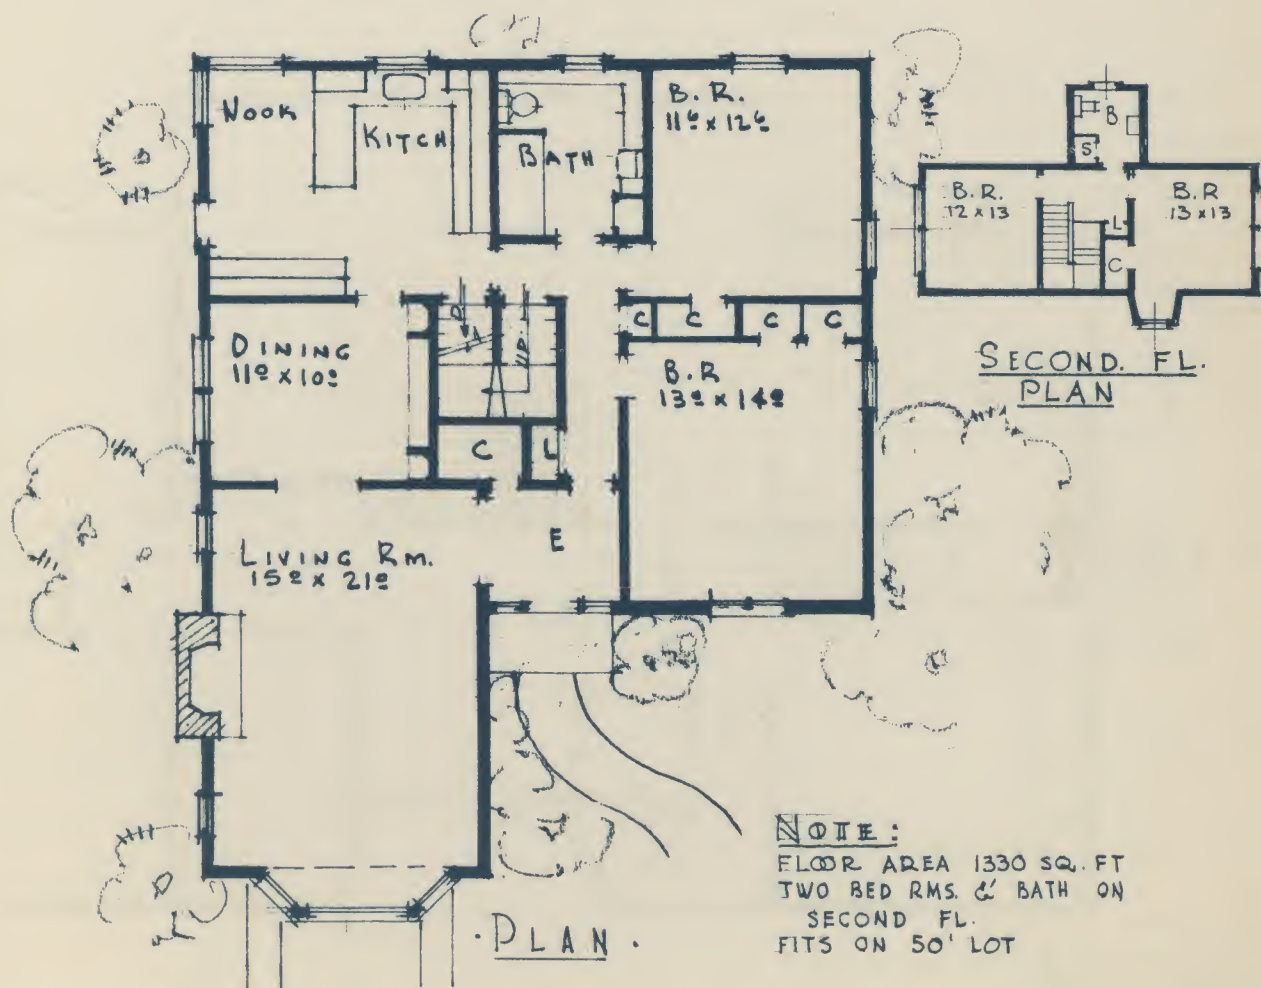 NOOK
KITCH
BATH
B. R.
11⁶ x 12⁶
DINING
11⁰ x 10⁰
D.
UP.
C
C
C
C
B. R
13⁰ x 14⁰
C
L
E
LIVING RM.
15⁰ x 21⁰
B
S
B. R.
12 x 13
B. R
13 x 13
L
C
SECOND. FL.
PLAN
NOTE:
FLOOR AREA 1330 SQ. FT
TWO BED RMS. & BATH ON
SECOND FL.
FITS ON 50' LOT
· PLAN ·